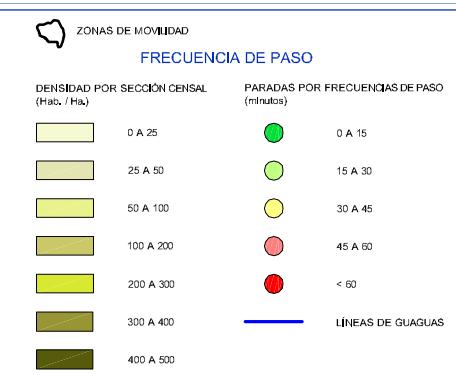 ZONAS DE MOVILIDAD
FRECUENCIA DE PASO
DENSIDAD POR SECCIÓN CENSAL
(Hab. / Ha.)
0 A 25
25 A 50
50 A 100
100 A 200
200 A 300
300 A 400
400 A 500
PARADAS POR FRECUENCIAS DE PASO
(minutos)
0 A 15
15 A 30
30 A 45
45 A 60
< 60
LÍNEAS DE GUAGUAS